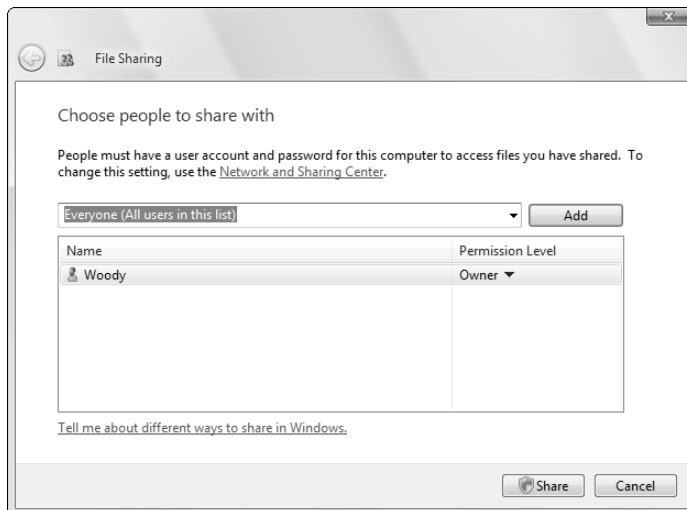 File Sharing
Choose people to share with
People must have a user account and password for this computer to access files you have shared. To
change this setting, use the Network and Sharing Center.
Everyone (All users in this list)
Add
Name Permission Level
Woody Owner
Tell me about different ways to share in Windows.
Share Cancel